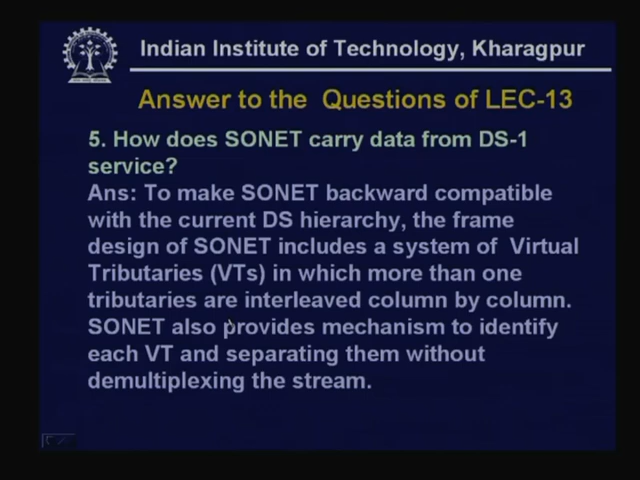 Indian Institute of Technology, Kharagpur
Answer to the Questions of LEC-13
5. How does SONET carry data from DS-1
service?
Ans: To make SONET backward compatible
with the current DS hierarchy, the frame
design of SONET includes a system of Virtual
Tributaries (VTs) in which more than one
tributaries are interleaved column by column.
SONET also provides mechanism to identify
each VT and separating them without
demultiplexing the stream.